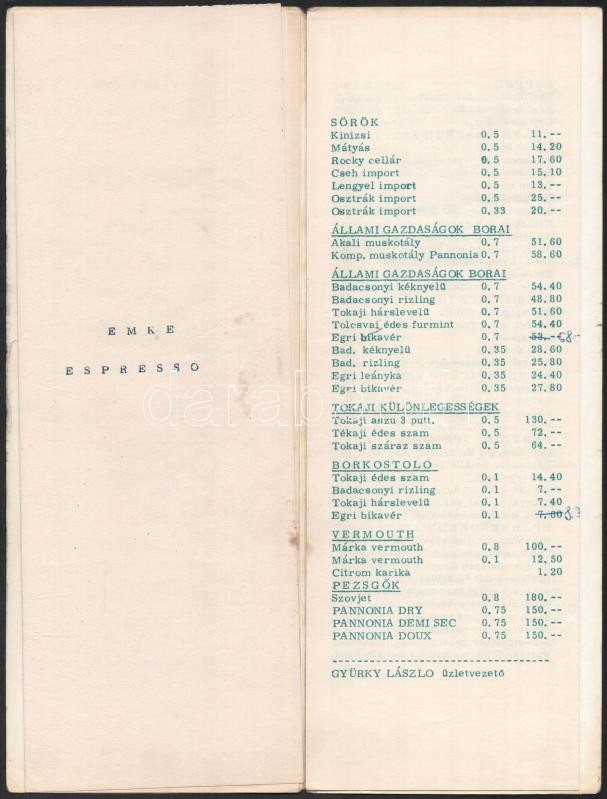 EMKE
ESPRESSO
SÖRÖK
Kinizsi 0.5 11.--
Mátyás 0.5 14.20
Rocky cellár 0.5 17.60
Cseh import 0.5 15.10
Lengyel import 0.5 13.--
Osztrák import 0.5 25.--
Osztrák import 0.33 20.--
ÁLLAMI GAZDASÁGOK BORAI
Akali muskotály 0.7 51.60
Komp. muskotály Pannonia 0.7 58.60
ÁLLAMI GAZDASÁGOK BORAI
Badacsonyi kéknyelü 0.7 54.40
Badacsonyi rizling 0.7 48.80
Tokaji hárslevelü 0.7 51.60
Tolcsvai édes furmint 0.7 54.40
Egri bikavér 0.7 53.-- 58-
Bad. kéknyelü 0.35 28.60
Bad. rizling 0.35 25.80
Egri leányka 0.35 24.40
Egri bikavér 0.35 27.80
TOKAJI KÜLÖNLEGESSÉGEK
Tokaji aszu 3 putt. 0.5 130.--
Tékaji édes szam 0.5 72.--
Tokaji száraz szam 0.5 64.--
BORKOSTOLO
Tokaji édes szam 0.1 14.40
Badacsonyi rizling 0.1 7.--
Tokaji hárslevelü 0.1 7.40
Egri bikavér 0.1 7.60
VERMOUTH
Márka vermouth 0.8 100.--
Márka vermouth 0.1 12.50
Citrom karika 1.20
PEZSGŐK
Szovjet 0.8 180.--
PANNONIA DRY 0.75 150.--
PANNONIA DEMI SEC 0.75 150.--
PANNONIA DOUX 0.75 150.--
GYÜRKY LÁSZLO üzletvezető
darabanth.com